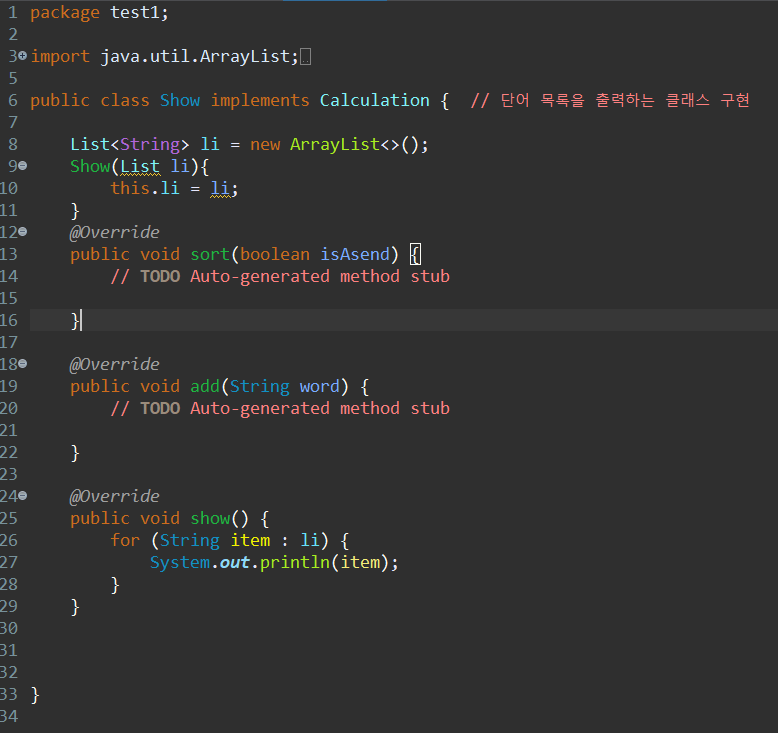 1 package test1;
2
3 import java.util.ArrayList;
5
6 public class Show implements Calculation {  // 단어 목록을 출력하는 클래스 구현
7
8     List<String> li = new ArrayList<>();
9     Show(List li){
10         this.li = li;
11     }
12     @Override
13     public void sort(boolean isAsend) {
14         // TODO Auto-generated method stub
15
16     }
17
18     @Override
19     public void add(String word) {
20         // TODO Auto-generated method stub
21
22     }
23
24     @Override
25     public void show() {
26         for (String item : li) {
27             System.out.println(item);
28         }
29     }
30
31
32
33 }
34